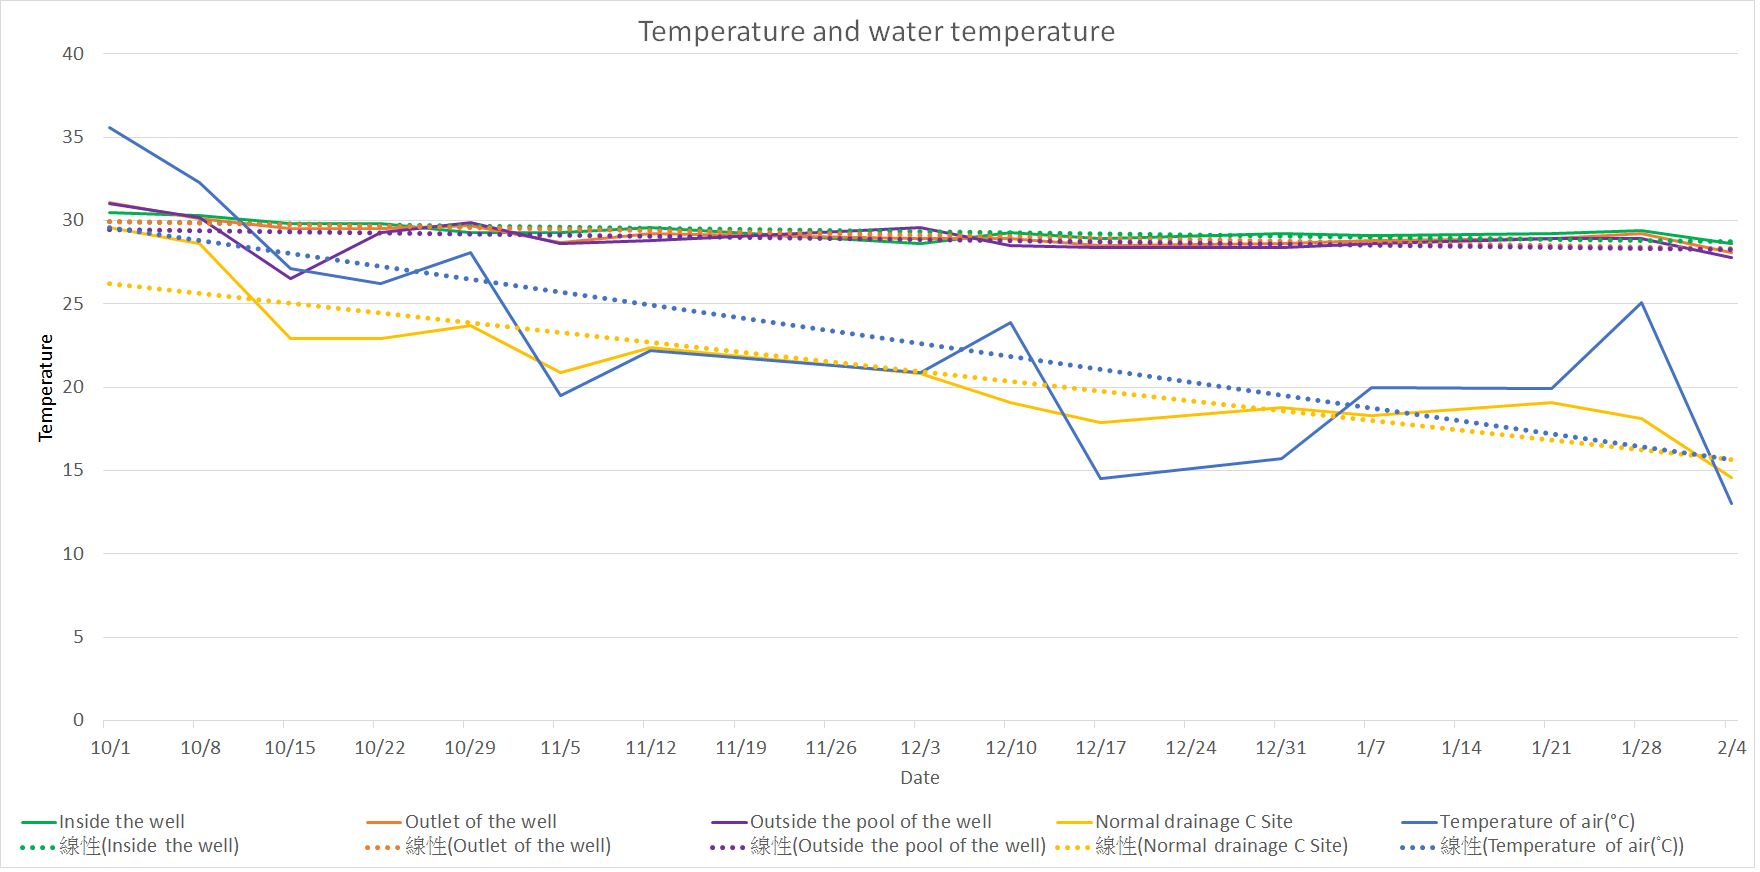 Temperature and water temperature
40
35
30
25
20
15
10
5
0
Temperature
10/1 10/8 10/15 10/22 10/29 11/5 11/12 11/19 11/26 12/3 12/10 12/17 12/24 12/31 1/7 1/14 1/21 1/28 2/4
Date
Inside the well Outlet of the well Outside the pool of the well Normal drainage C Site Temperature of air(°C)
線性(Inside the well) 線性(Outlet of the well) 線性(Outside the pool of the well) 線性(Normal drainage C Site) 線性(Temperature of air(°C))